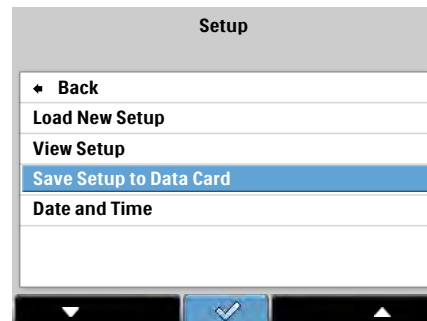 Setup
Back
Load New Setup
View Setup
Save Setup to Data Card
Date and Time